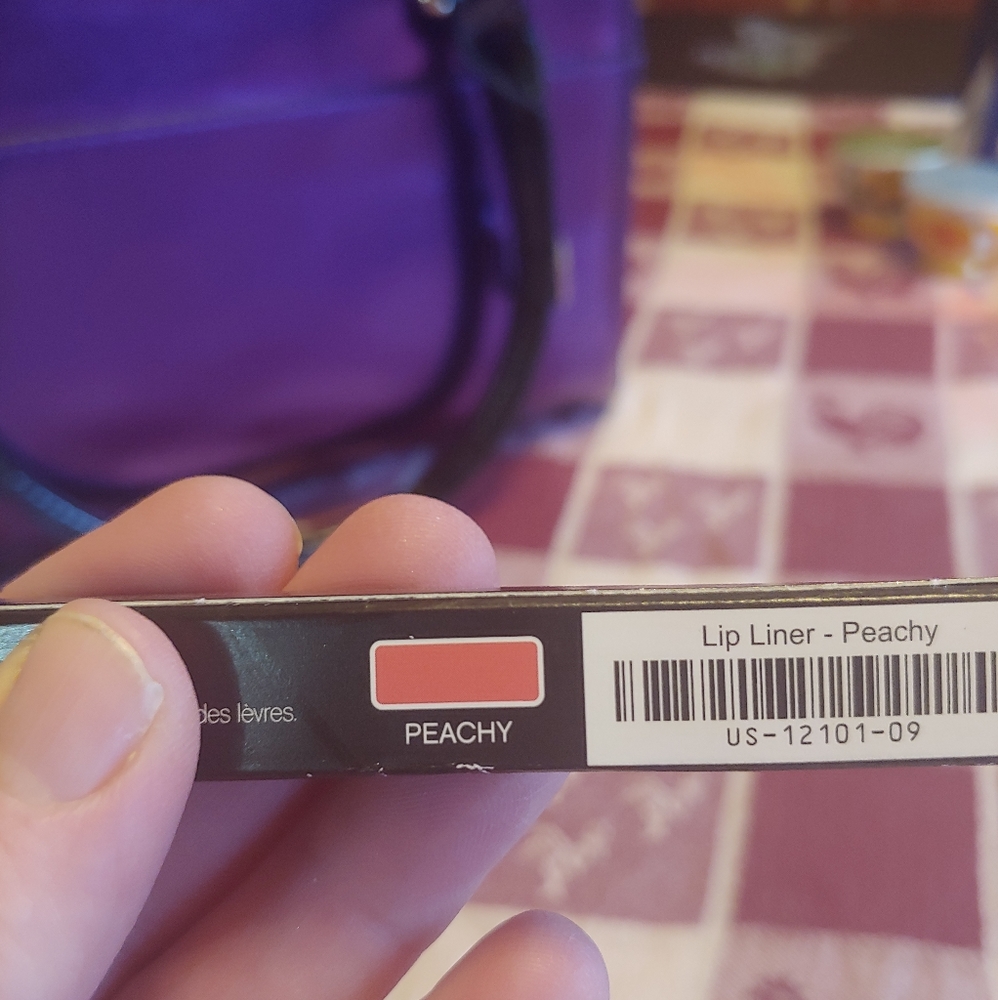 des lèvres.
PEACHY
Lip Liner - Peachy
US-12101-09